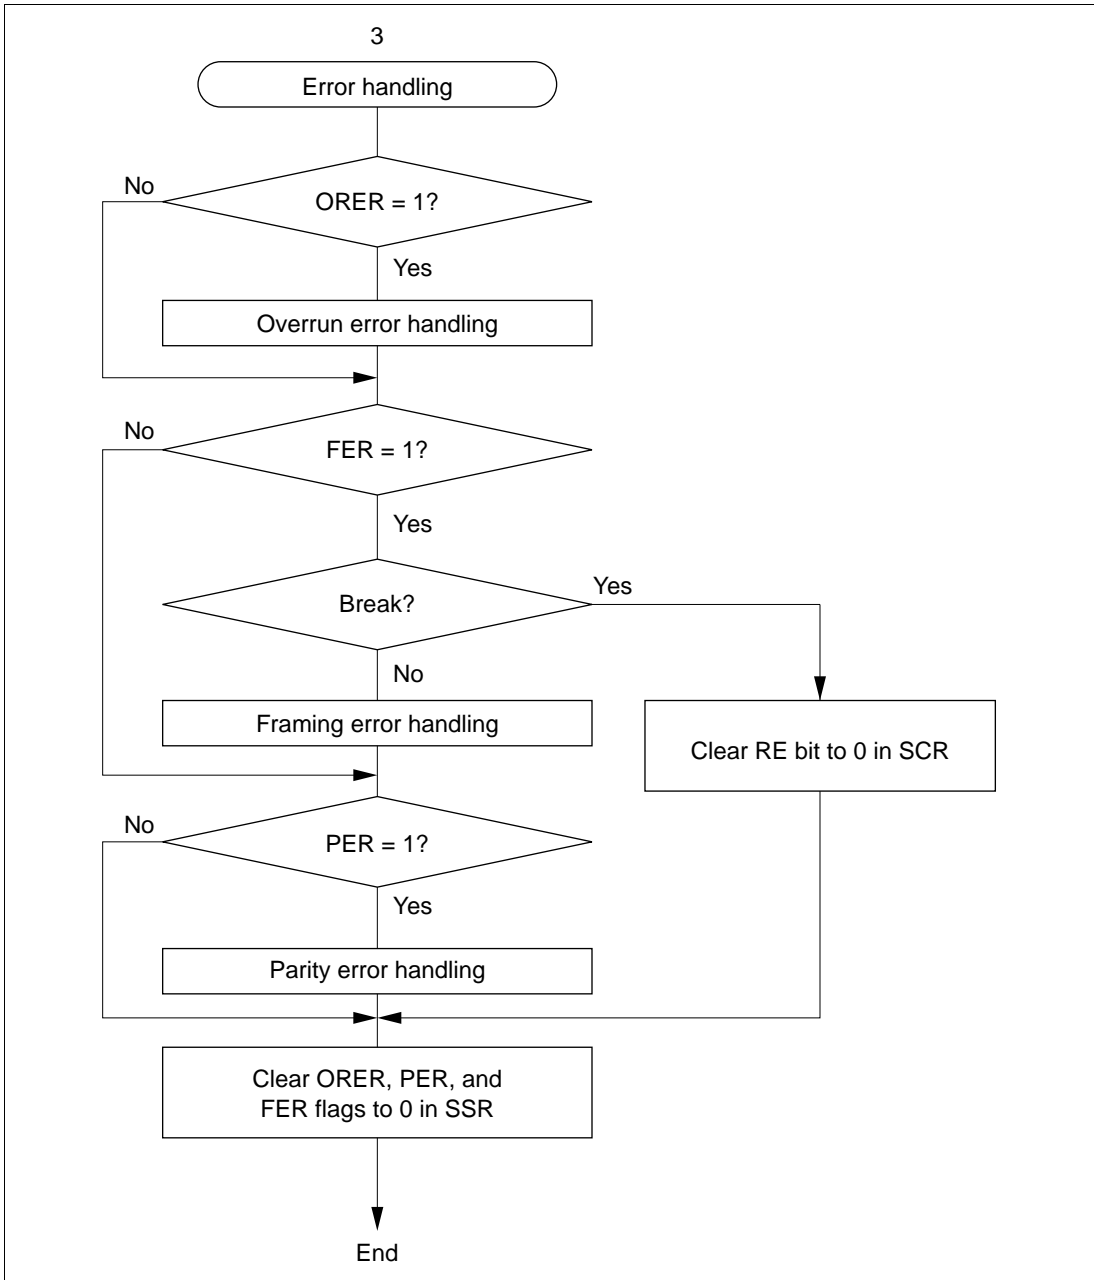 3
Error handling
No
ORER = 1?
Yes
Overrun error handling
No
FER = 1?
Yes
Break?
Yes
No
Framing error handling
Clear RE bit to 0 in SCR
No
PER = 1?
Yes
Parity error handling
Clear ORER, PER, and
FER flags to 0 in SSR
End